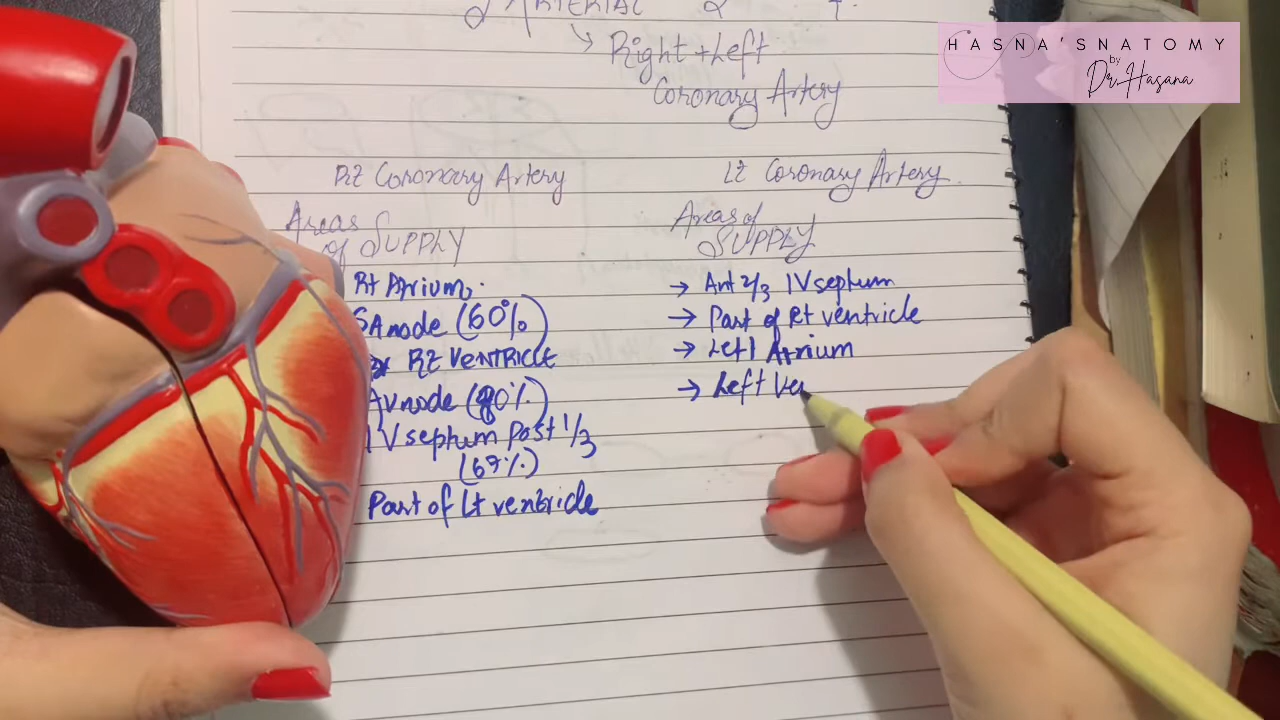 ARTERIAL
Right + Left
Coronary Artery
HASNA'SNATOMY
by
Dr.Hasana
Rt Coronary Artery
Areas
of SUPPLY
Rt Atrium
SA node (60%)
Rt VENTRICLE
AV node (80%)
IV septum Post 1/3
(67%)
Part of Lt ventricle
Lt Coronary Artery
Areas of
SUPPLY
→ Ant 2/3 IV septum
→ Part of Rt ventricle
→ Left Atrium
→ Left Ve